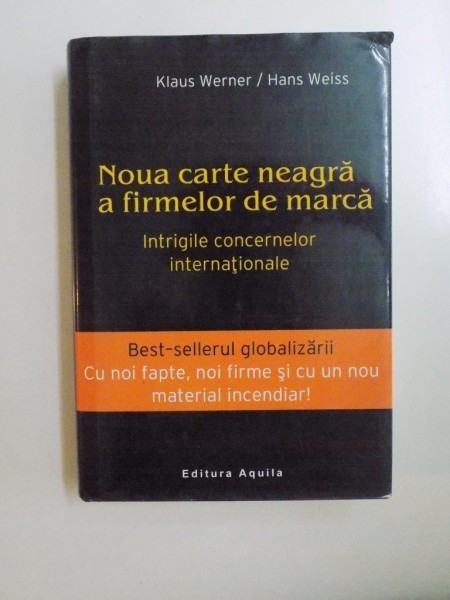 Klaus Werner / Hans Weiss
Noua carte neagră
a firmelor de marcă
Intrigile concernelor
internaţionale
Best-sellerul globalizării
Cu noi fapte, noi firme şi cu un nou
material incendiar!
Editura Aquila